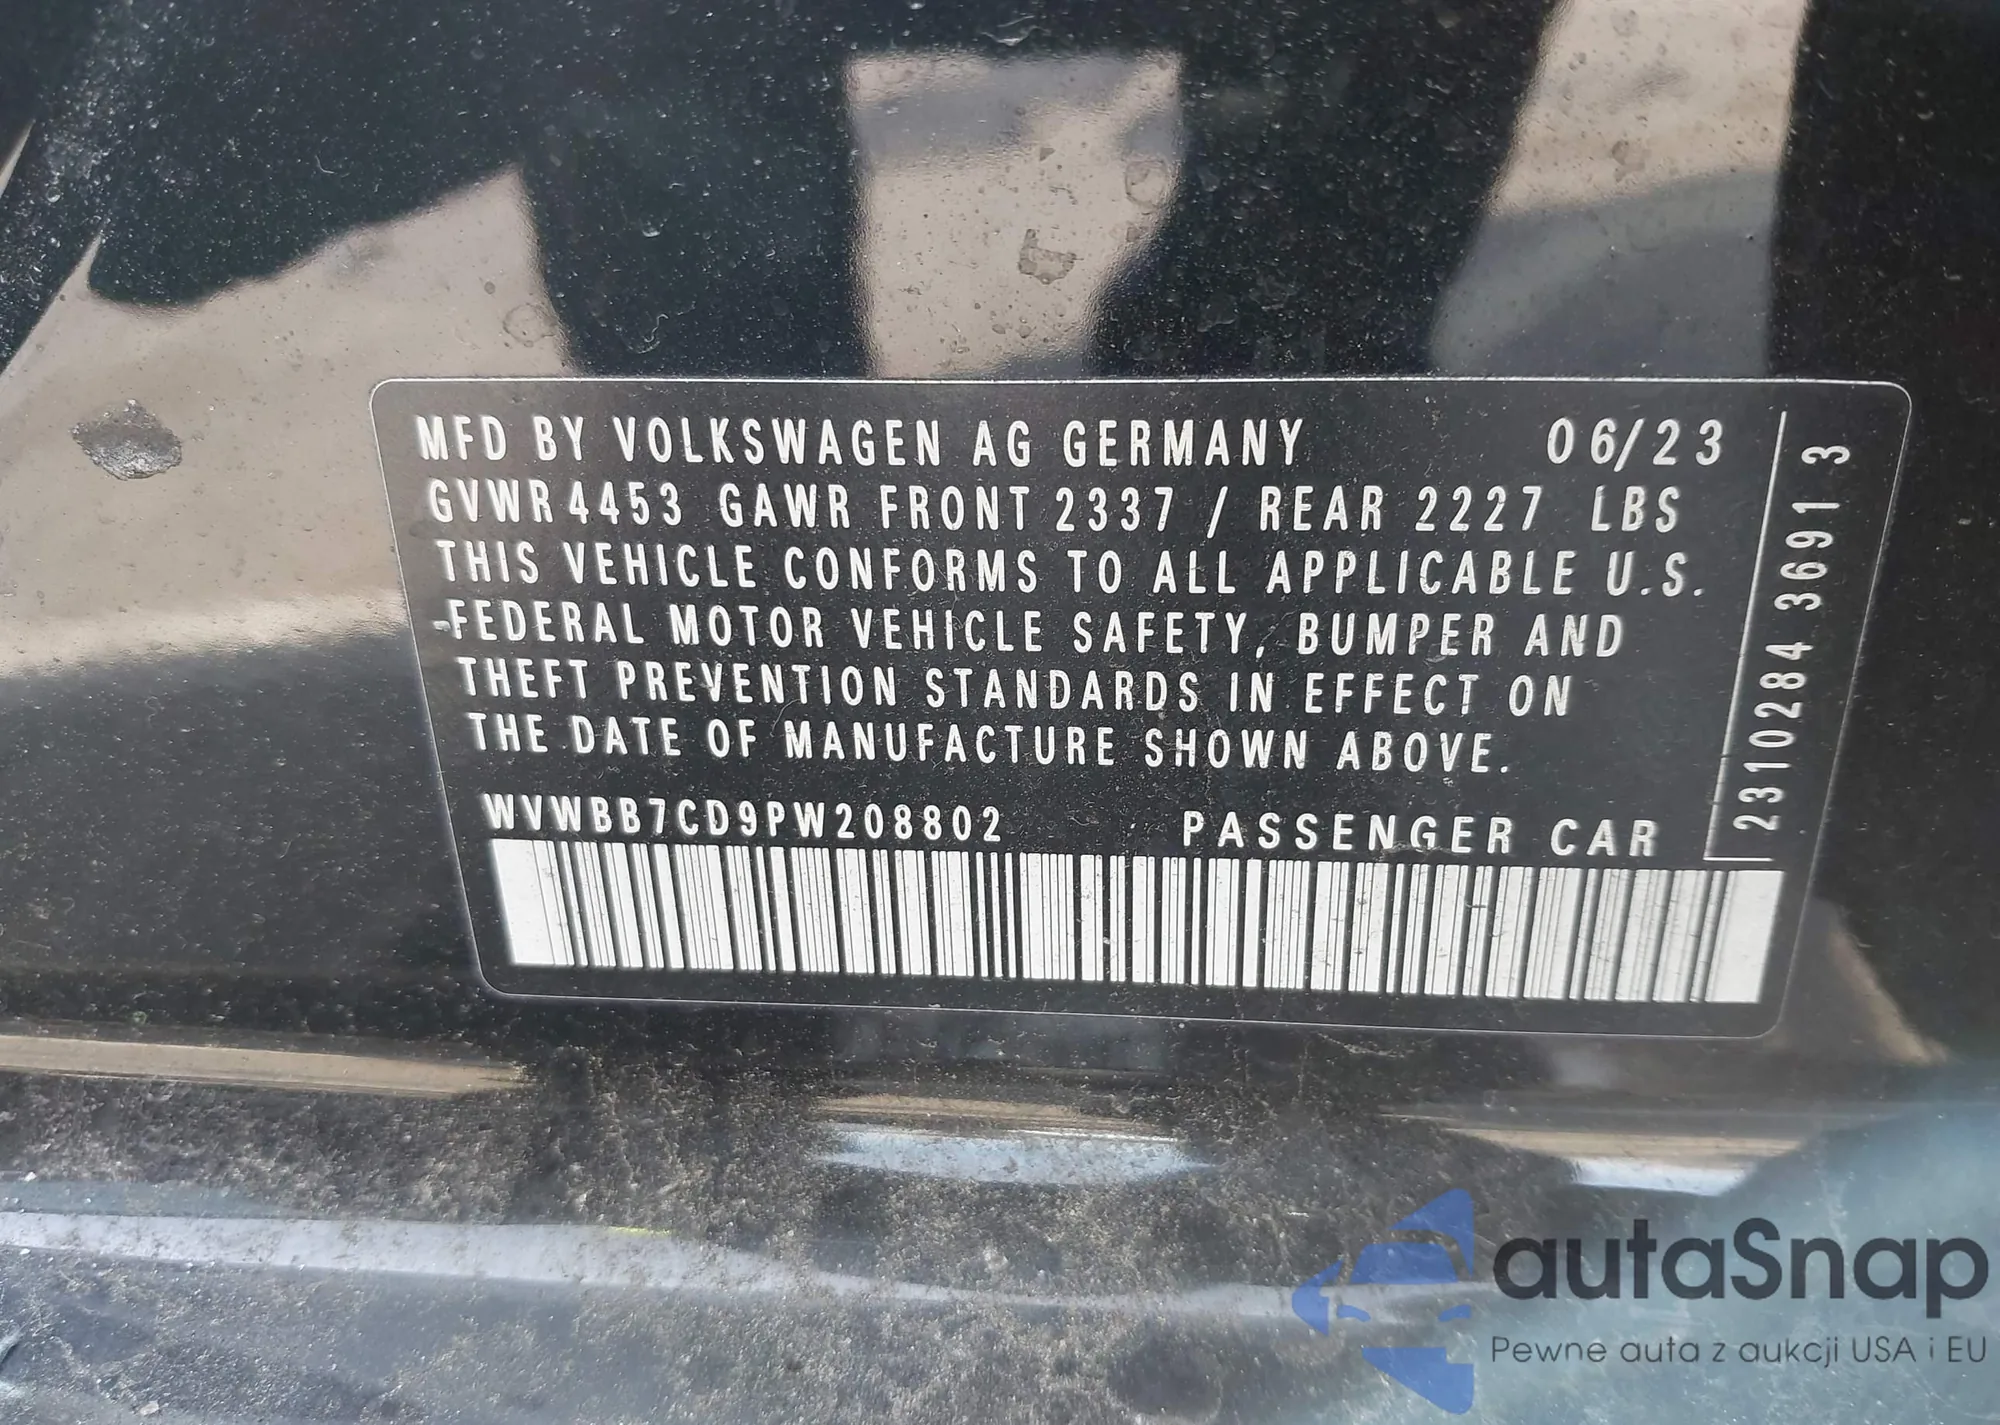 MFD BY VOLKSWAGEN AG GERMANY 06/23
GVWR 4453 GAWR FRONT 2337 / REAR 2227 LBS
THIS VEHICLE CONFORMS TO ALL APPLICABLE U.S.
FEDERAL MOTOR VEHICLE SAFETY, BUMPER AND
THEFT PREVENTION STANDARDS IN EFFECT ON
THE DATE OF MANUFACTURE SHOWN ABOVE.
WVWBB7CD9PW208802 PASSENGER CAR
2310284 3691 3
autaSnap
Pewne auta z aukcji USA i EU